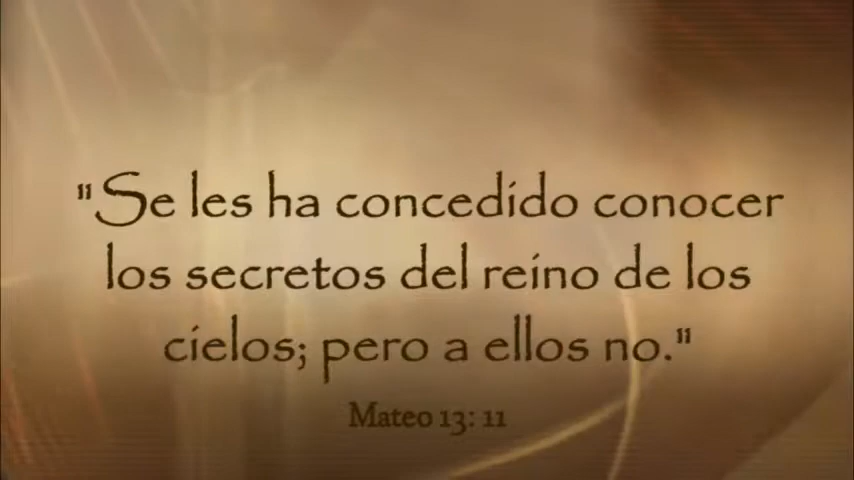 "Se les ha concedido conocer
los secretos del reino de los
cielos; pero a ellos no."
Mateo 13: 11